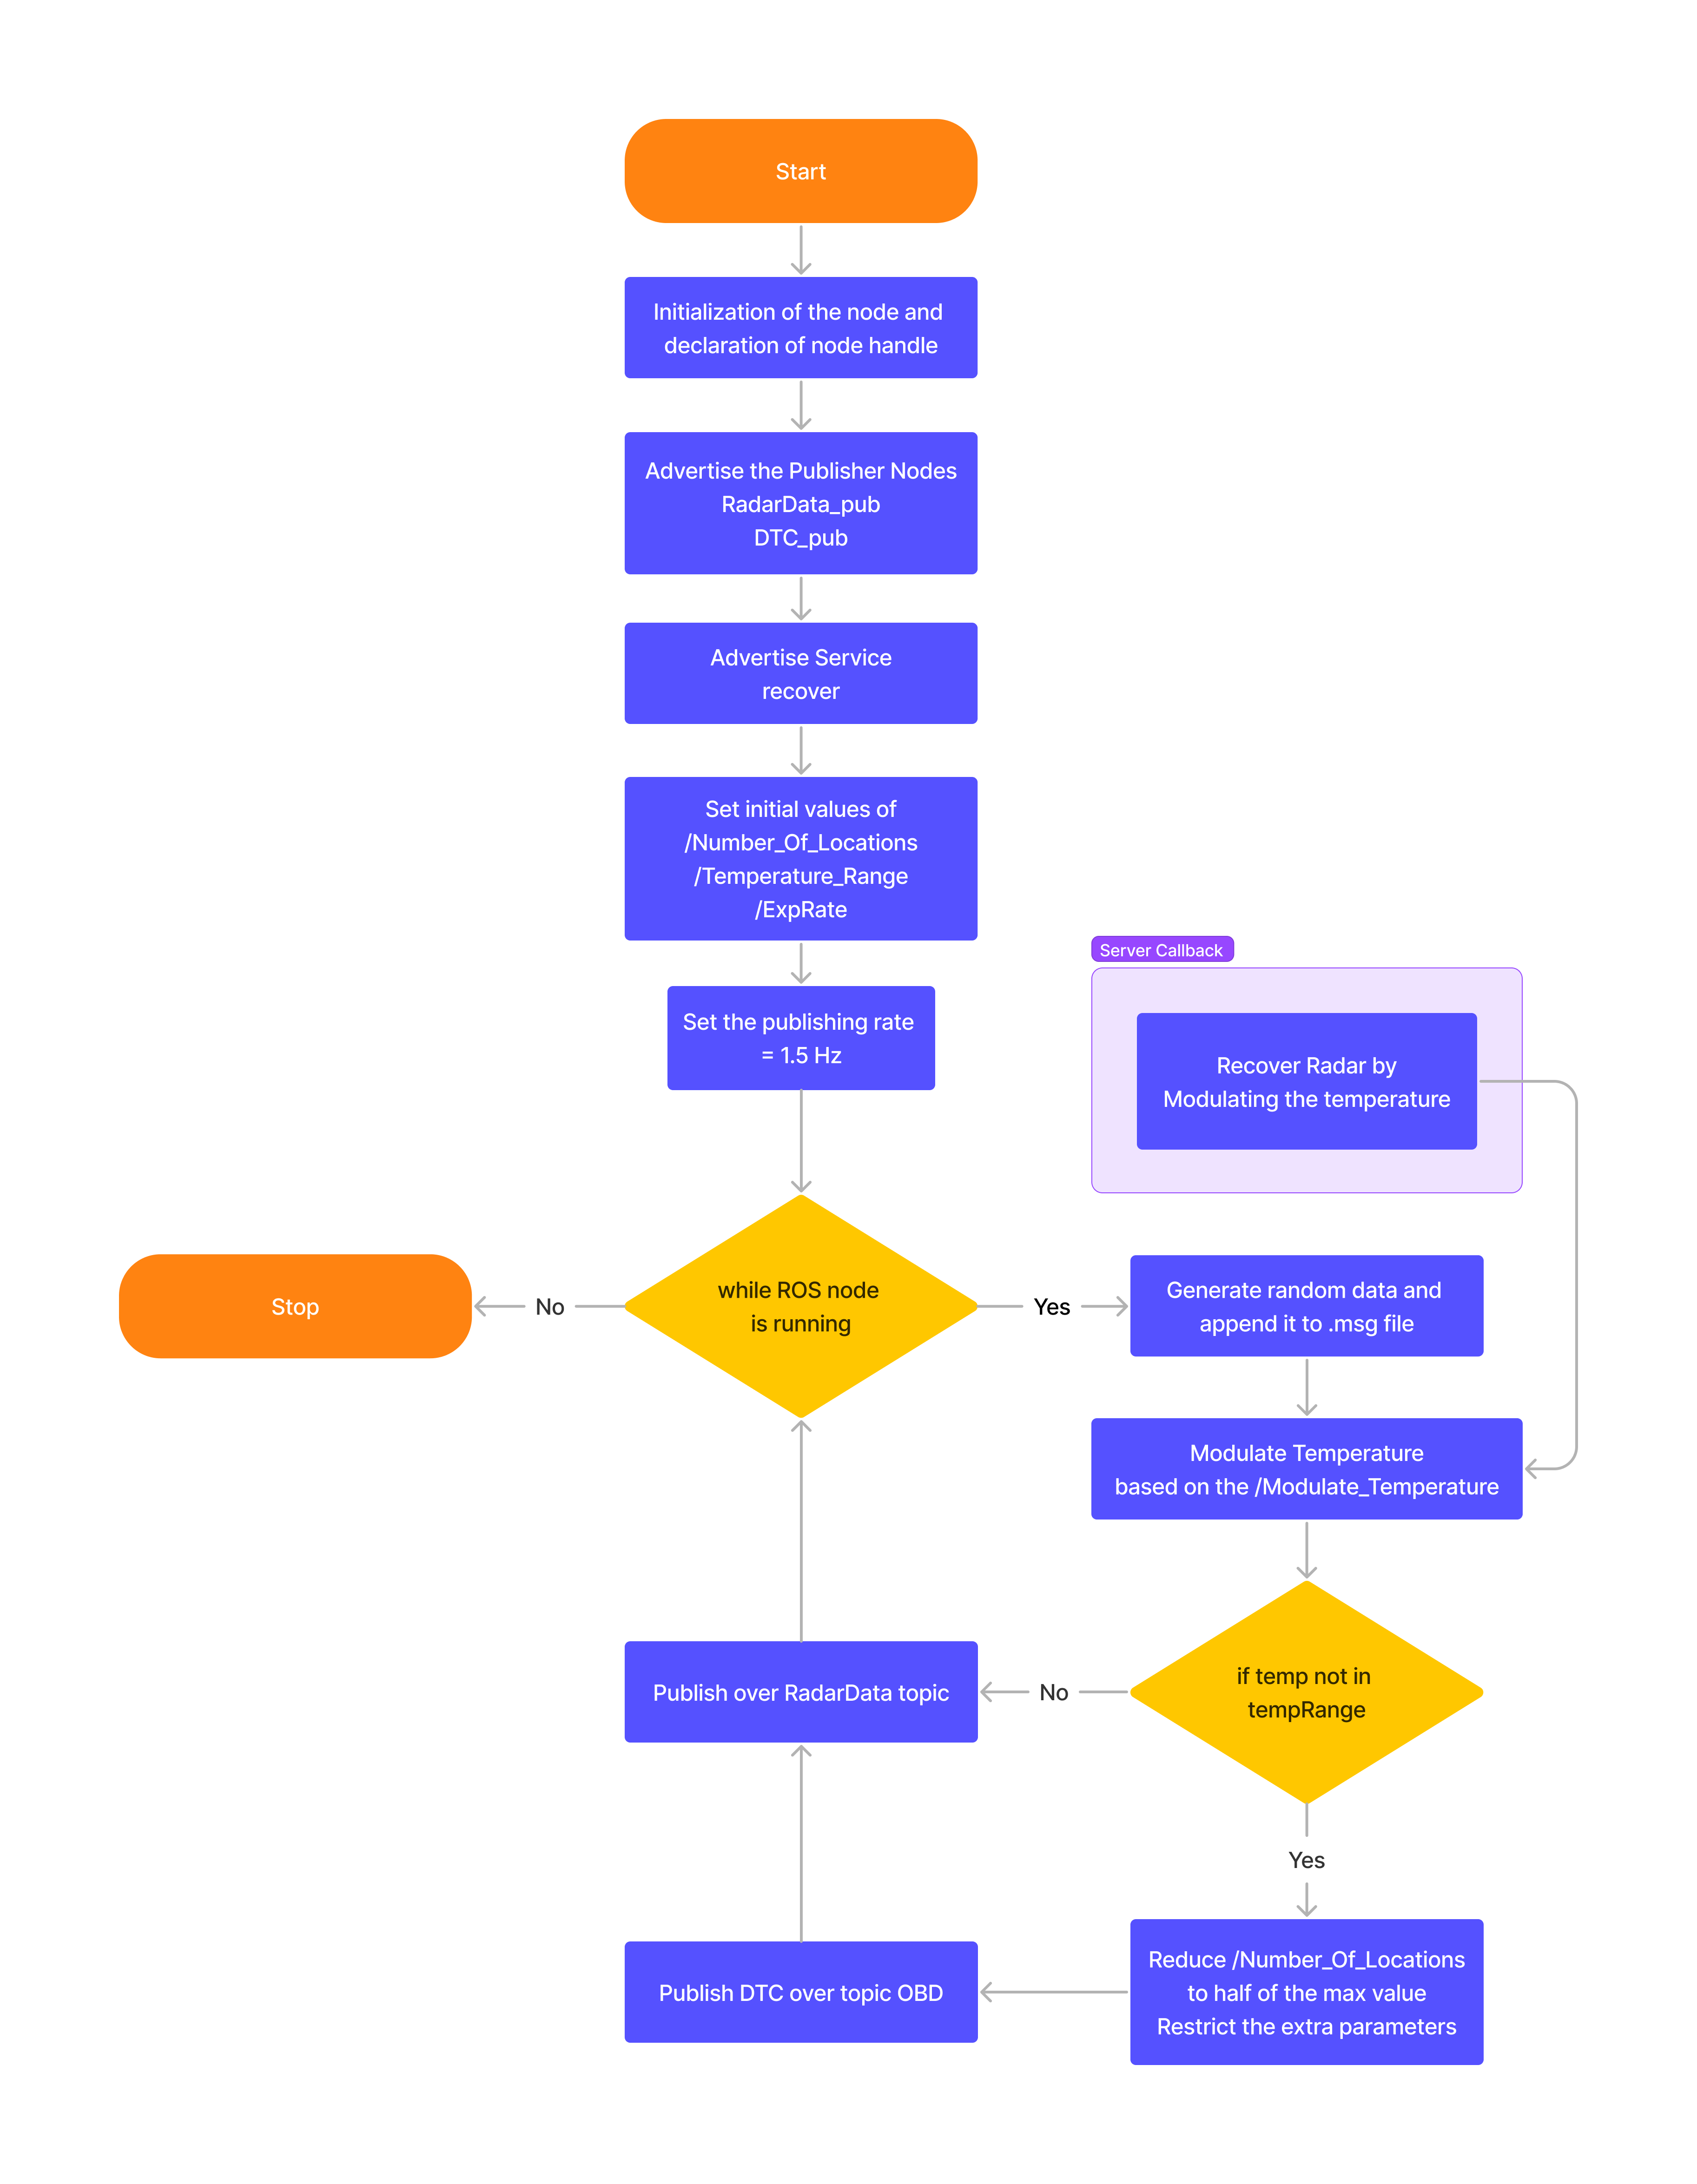 Start
Initialization of the node and
declaration of node handle
Advertise the Publisher Nodes
RadarData_pub
DTC_pub
Advertise Service
recover
Set initial values of
/Number_Of_Locations
/Temperature_Range
/ExpRate
Set the publishing rate
= 1.5 Hz
Server Callback
Recover Radar by
Modulating the temperature
while ROS node
is running
No
Stop
Yes
Generate random data and
append it to .msg file
Modulate Temperature
based on the /Modulate_Temperature
if temp not in
tempRange
No
Publish over RadarData topic
Yes
Reduce /Number_Of_Locations
to half of the max value
Restrict the extra parameters
Publish DTC over topic OBD